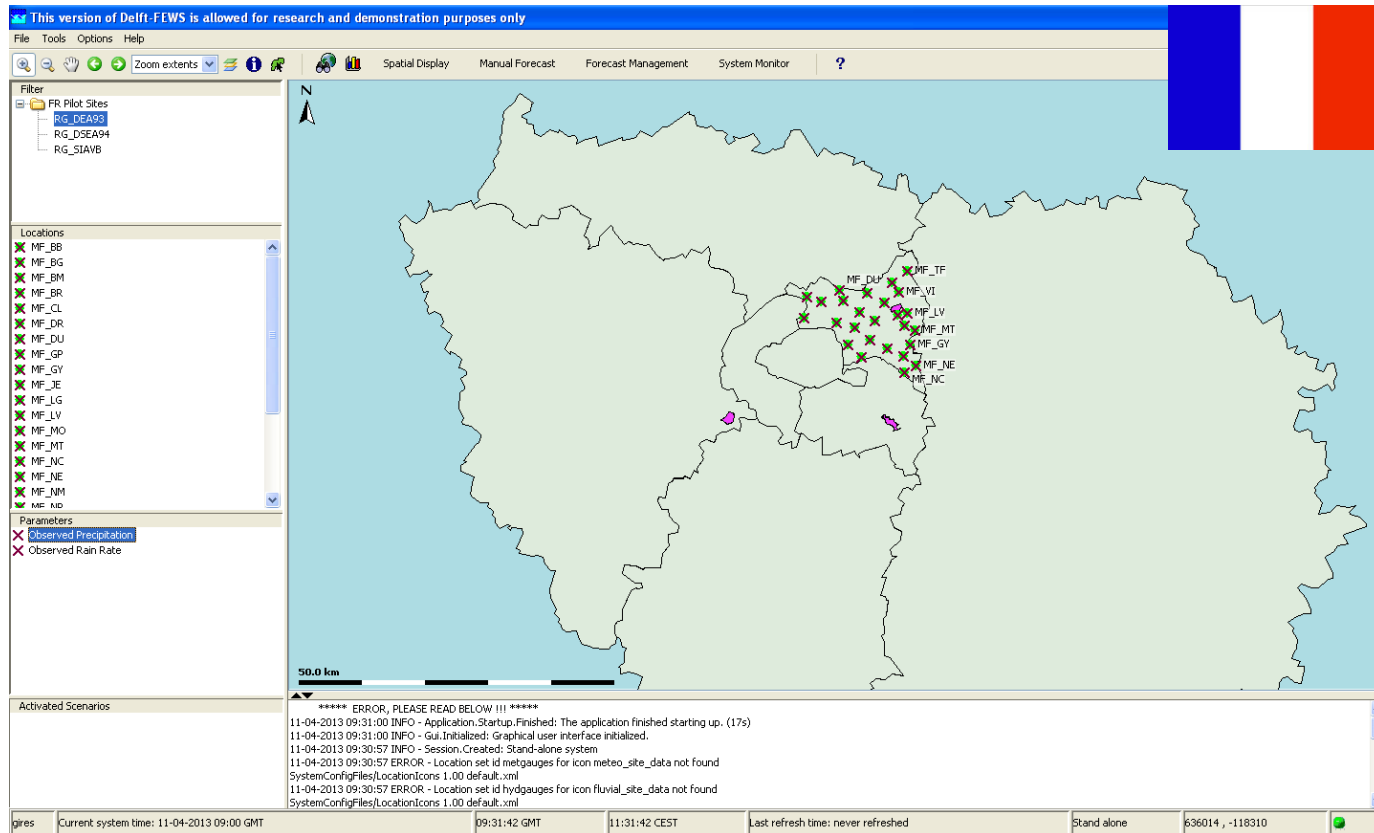 This version of Delft-FEWS is allowed for research and demonstration purposes only
File Tools Options Help
Zoom extents Spatial Display Manual Forecast Forecast Management System Monitor ?
Filter
FR Pilot Sites
RG_DEA93
RG_DSEA94
RG_SIAVB
Locations
MF_BB
MF_BG
MF_BM
MF_BR
MF_CL
MF_DR
MF_DU
MF_GP
MF_GY
MF_JE
MF_LG
MF_LV
MF_MO
MF_MT
MF_NC
MF_NE
MF_NM
Parameters
Observed Precipitation
Observed Rain Rate
Activated Scenarios
N
MF_TF
MF_DU
MF_VI
MF_LV
MF_MT
MF_GY
MF_NE
MF_NC
50.0 km
***** ERROR, PLEASE READ BELOW !!! *****
11-04-2013 09:31:00 INFO - Application.Startup.Finished: The application finished starting up. (17s)
11-04-2013 09:31:00 INFO - Gui.Initialized: Graphical user interface initialized.
11-04-2013 09:30:57 INFO - Session.Created: Stand-alone system
11-04-2013 09:30:57 ERROR - Location set id metgauges for icon meteo_site_data not found
SystemConfigFiles/LocationIcons 1.00 default.xml
11-04-2013 09:30:57 ERROR - Location set id hydgauges for icon fluvial_site_data not found
SystemConfigFiles/LocationIcons 1.00 default.xml
gires Current system time: 11-04-2013 09:00 GMT 09:31:42 GMT 11:31:42 CEST Last refresh time: never refreshed Stand alone 636014 , -118310